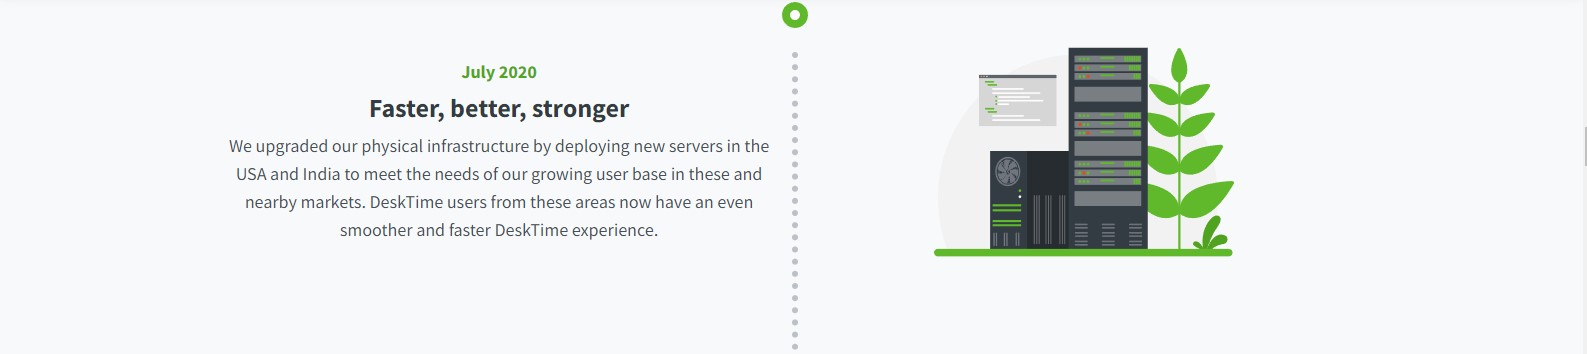 July 2020
Faster, better, stronger
We upgraded our physical infrastructure by deploying new servers in the
USA and India to meet the needs of our growing user base in these and
nearby markets. DeskTime users from these areas now have an even
smoother and faster DeskTime experience.